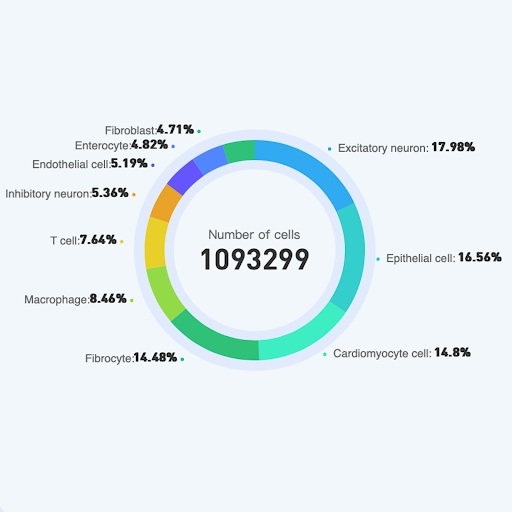 Fibroblast:4.71%
Enterocyte:4.82%
Endothelial cell:5.19%
Inhibitory neuron:5.36%
T cell:7.64%
Macrophage:8.46%
Fibrocyte:14.48%
Number of cells
1093299
Excitatory neuron: 17.98%
Epithelial cell: 16.56%
Cardiomyocyte cell: 14.8%